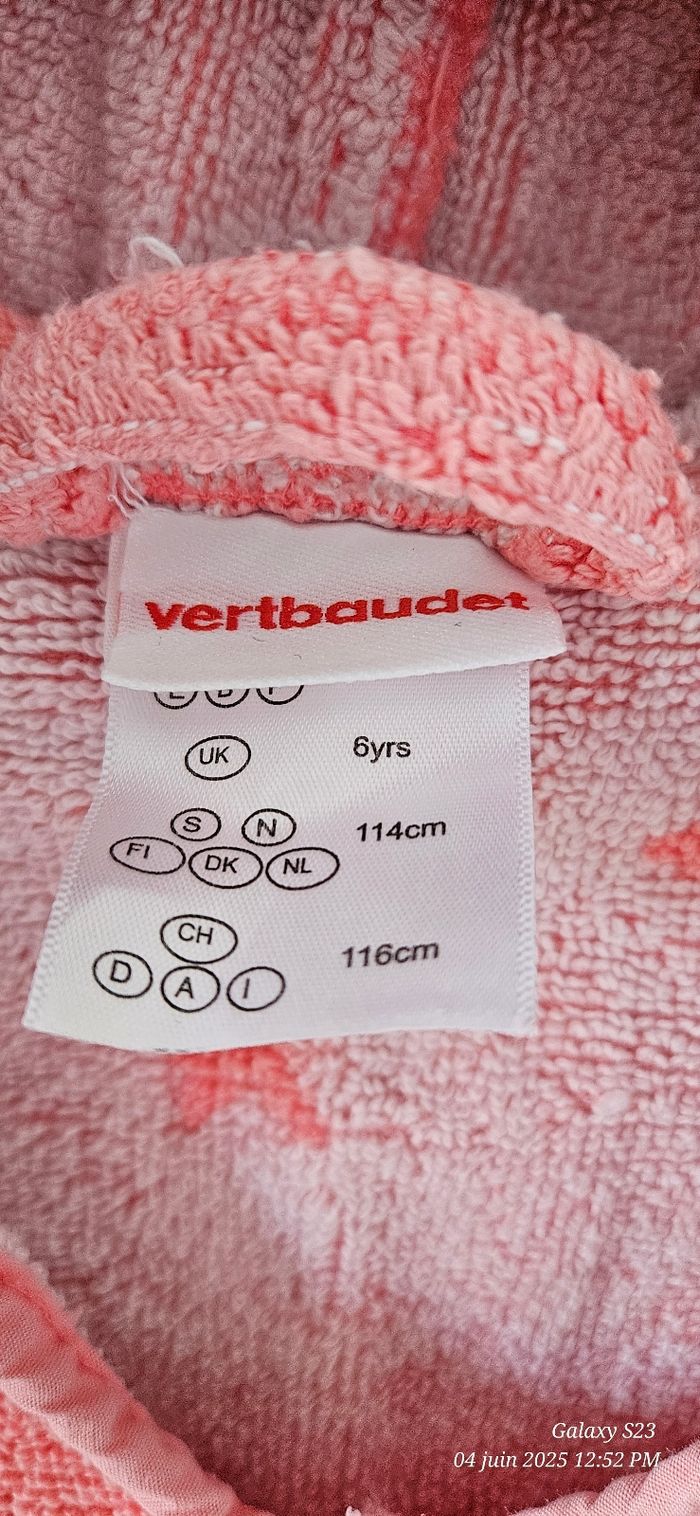 vertbaudet
UK 6yrs
S N 114cm
FI DK NL
CH
116cm
D A I
Galaxy S23
04 juin 2025 12:52 PM